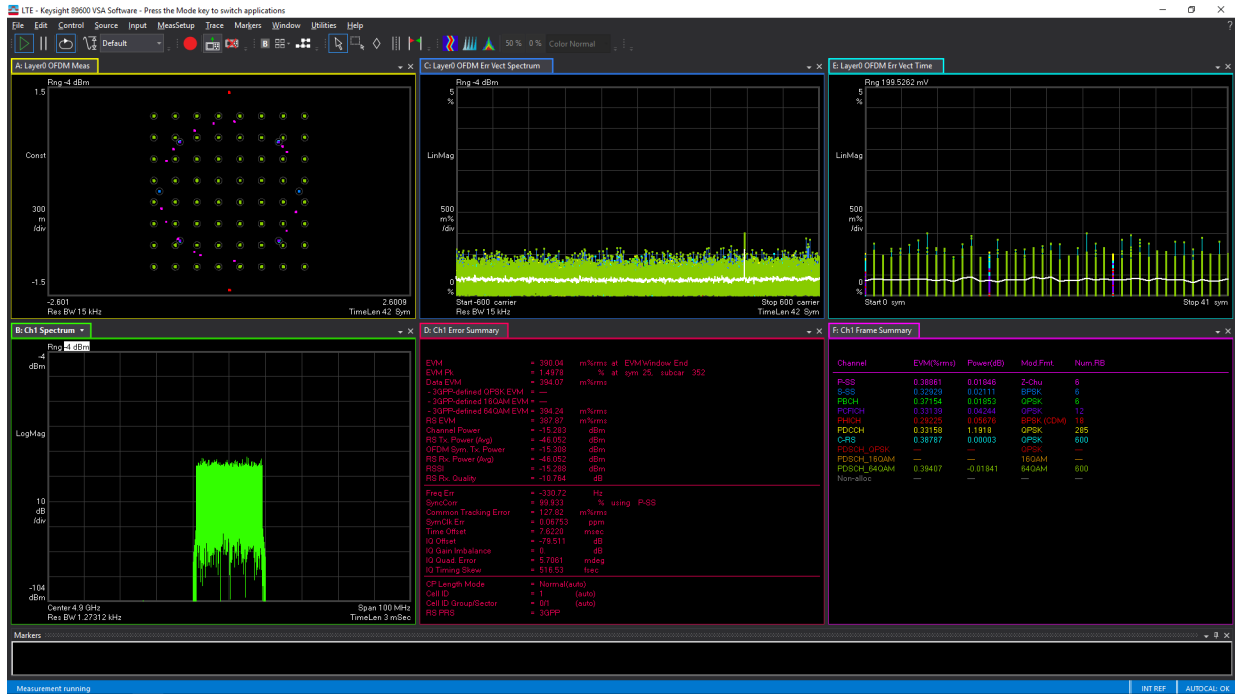 LTE - Keysight 89600 VSA Software - Press the Mode key to switch applications
File Edit Control Source Input MeasSetup Trace Markers Window Utilities Help
Default 50 % 0 % Color Normal
A: Layer0 OFDM Meas
Rng -4 dBm
1.5
Const
300
m
/div
-1.5
-2.601 2.6009
Res BW 15 kHz TimeLen 42 Sym
C: Layer0 OFDM Err Vect Spectrum
Rng -4 dBm
5
%
LinMag
500
m%
/div
0
%
Start -600 carrier Stop 600 carrier
Res BW 15 kHz TimeLen 42 Sym
E: Layer0 OFDM Err Vect Time
Rng 199.5262 mV
5
%
LinMag
500
m%
/div
0
%
Start 0 sym Stop 41 sym
B: Ch1 Spectrum
Rng -4 dBm
-4
dBm
LogMag
10
dB
/div
-104
dBm
Center 4.9 GHz Span 100 MHz
Res BW 1.27312 kHz TimeLen 3 mSec
D: Ch1 Error Summary
EVM = 380.04 m%rms at EVMWindow End
EVM Pk = 1.4979 % at sym 25, subcar -352
Data EVM = 394.07 m%rms
- 3GPP-defined QPSK EVM = —
- 3GPP-defined 16QAM EVM = —
- 3GPP-defined 64QAM EVM = 394.24 m%rms
RS EVM = 387.87 m%rms
Channel Power = -15.283 dBm
RS Tx. Power (Avg) = -46.052 dBm
OFDM Sym. Tx. Power = -15.388 dBm
RS Rx. Power (Avg) = -46.052 dBm
RSSI = -15.288 dBm
RS Rx. Quality = -10.764 dB
Freq Err = -330.72 Hz
SyncCorr = 99.933 % using P-SS
Common Tracking Error = 127.82 m%rms
SymClk Err = 0.06753 ppm
Time Offset = 7.6220 msec
IQ Offset = -79.511 dB
IQ Gain Imbalance = 0. dB
IQ Quad. Error = 5.7061 mdeg
IQ Timing Skew = 516.53 fsec
CP Length Mode = Normal(auto)
Cell ID = 1 (auto)
Cell ID Group/Sector = 0/1 (auto)
RS PRS = 3GPP
F: Ch1 Frame Summary
Channel EVM(%rms) Power(dB) Mod.Fmt. Num.RB
P-SS 0.39861 0.01846 Z-Chu 6
S-SS 0.32929 0.02111 BPSK 6
PBCH 0.37154 0.01853 QPSK 6
PCFICH 0.33139 0.04244 QPSK 12
PHICH 0.29225 0.05676 BPSK (CDM) 18
PDCCH 0.33158 1.1918 QPSK 285
C-RS 0.38787 0.00003 QPSK 600
PDSCH_QPSK — — QPSK —
PDSCH_16QAM — — 16QAM —
PDSCH_64QAM 0.39407 -0.01841 64QAM 600
Non-alloc — — — —
Markers
Measurement running INT REF AUTOCAL: OK